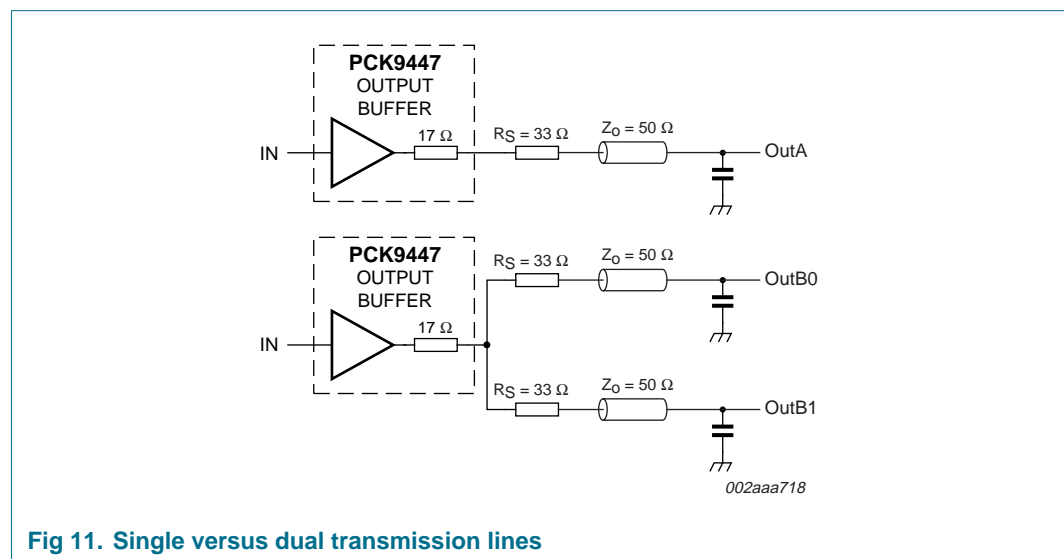 PCK9447
OUTPUT
BUFFER
17 Ω
RS = 33 Ω
Zo = 50 Ω
IN
OutA
PCK9447
OUTPUT
BUFFER
17 Ω
IN
RS = 33 Ω
Zo = 50 Ω
OutB0
RS = 33 Ω
Zo = 50 Ω
OutB1
002aaa718
Fig 11. Single versus dual transmission lines